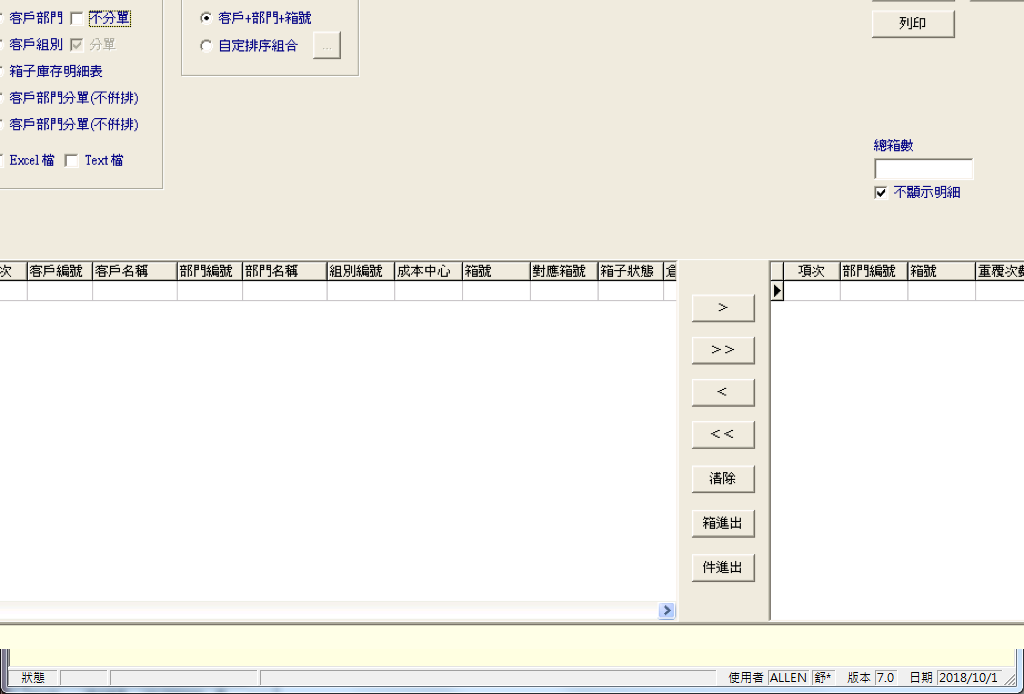 客戶部門 不分單
客戶+部門+箱號
列印
客戶組別 分單
自定排序組合 ...
箱子庫存明細表
客戶部門分單(不併排)
客戶部門分單(不併排)
Excel 檔 Text 檔
總箱數
不顯示明細
次 客戶編號 客戶名稱 部門編號 部門名稱 組別編號 成本中心 箱號 對應箱號 箱子狀態
項次 部門編號 箱號 重覆次數
>
>>
<
<<
清除
箱進出
件進出
狀態 使用者 ALLEN 舒* 版本 7.0 日期 2018/10/1